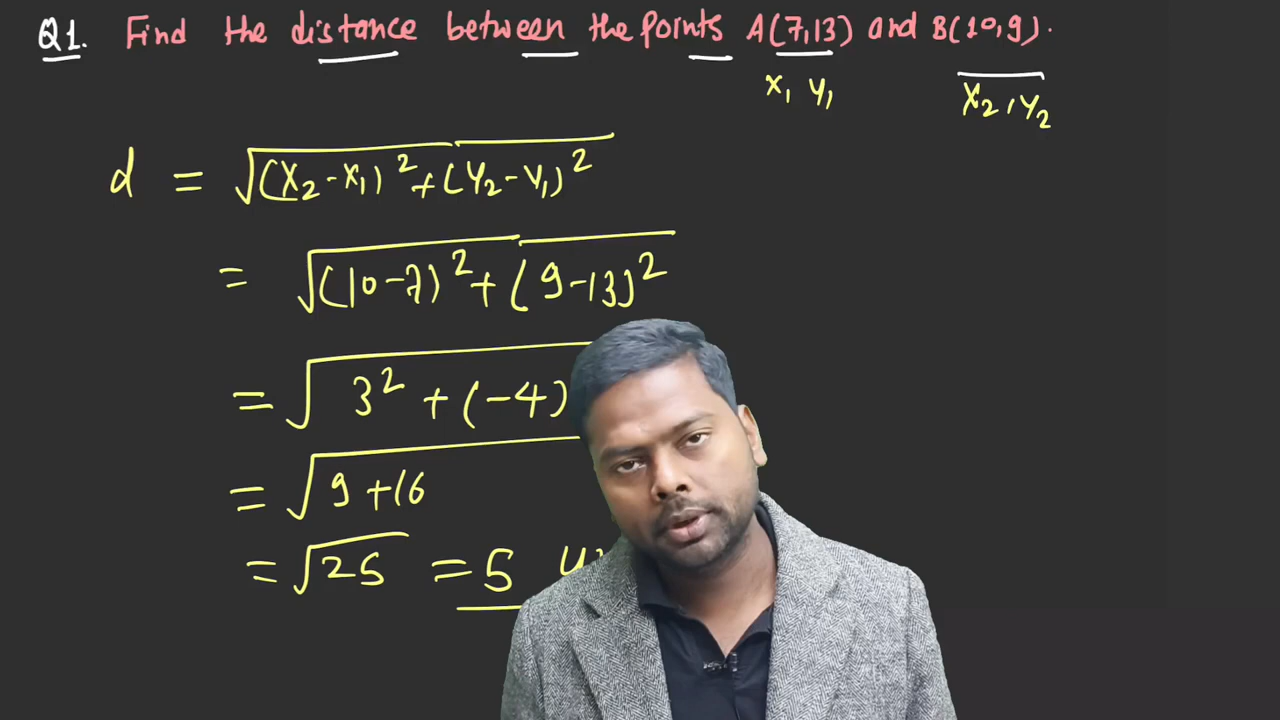 Q1. Find the distance between the points A(7,13) and B(10,9).
x₁ y₁
x₂, y₂
d = √(x₂-x₁)²+(y₂-y₁)²
= √(10-7)²+(9-13)²
= √3² + (-4)
= √9+16
= √25 = 5